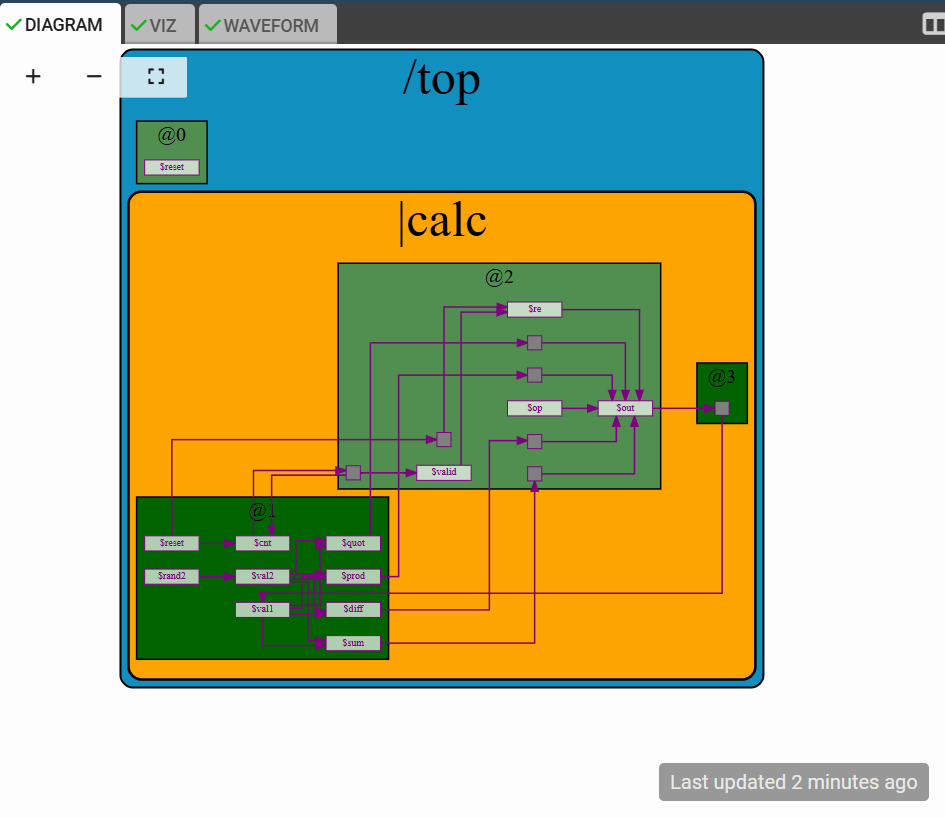 DIAGRAM
VIZ
WAVEFORM
+
−
/top
@0
$reset
|calc
@2
$re
$op
$out
$valid
@3
@1
$reset
$cnt
$quot
$rand2
$val2
$prod
$val1
$diff
$sum
Last updated 2 minutes ago